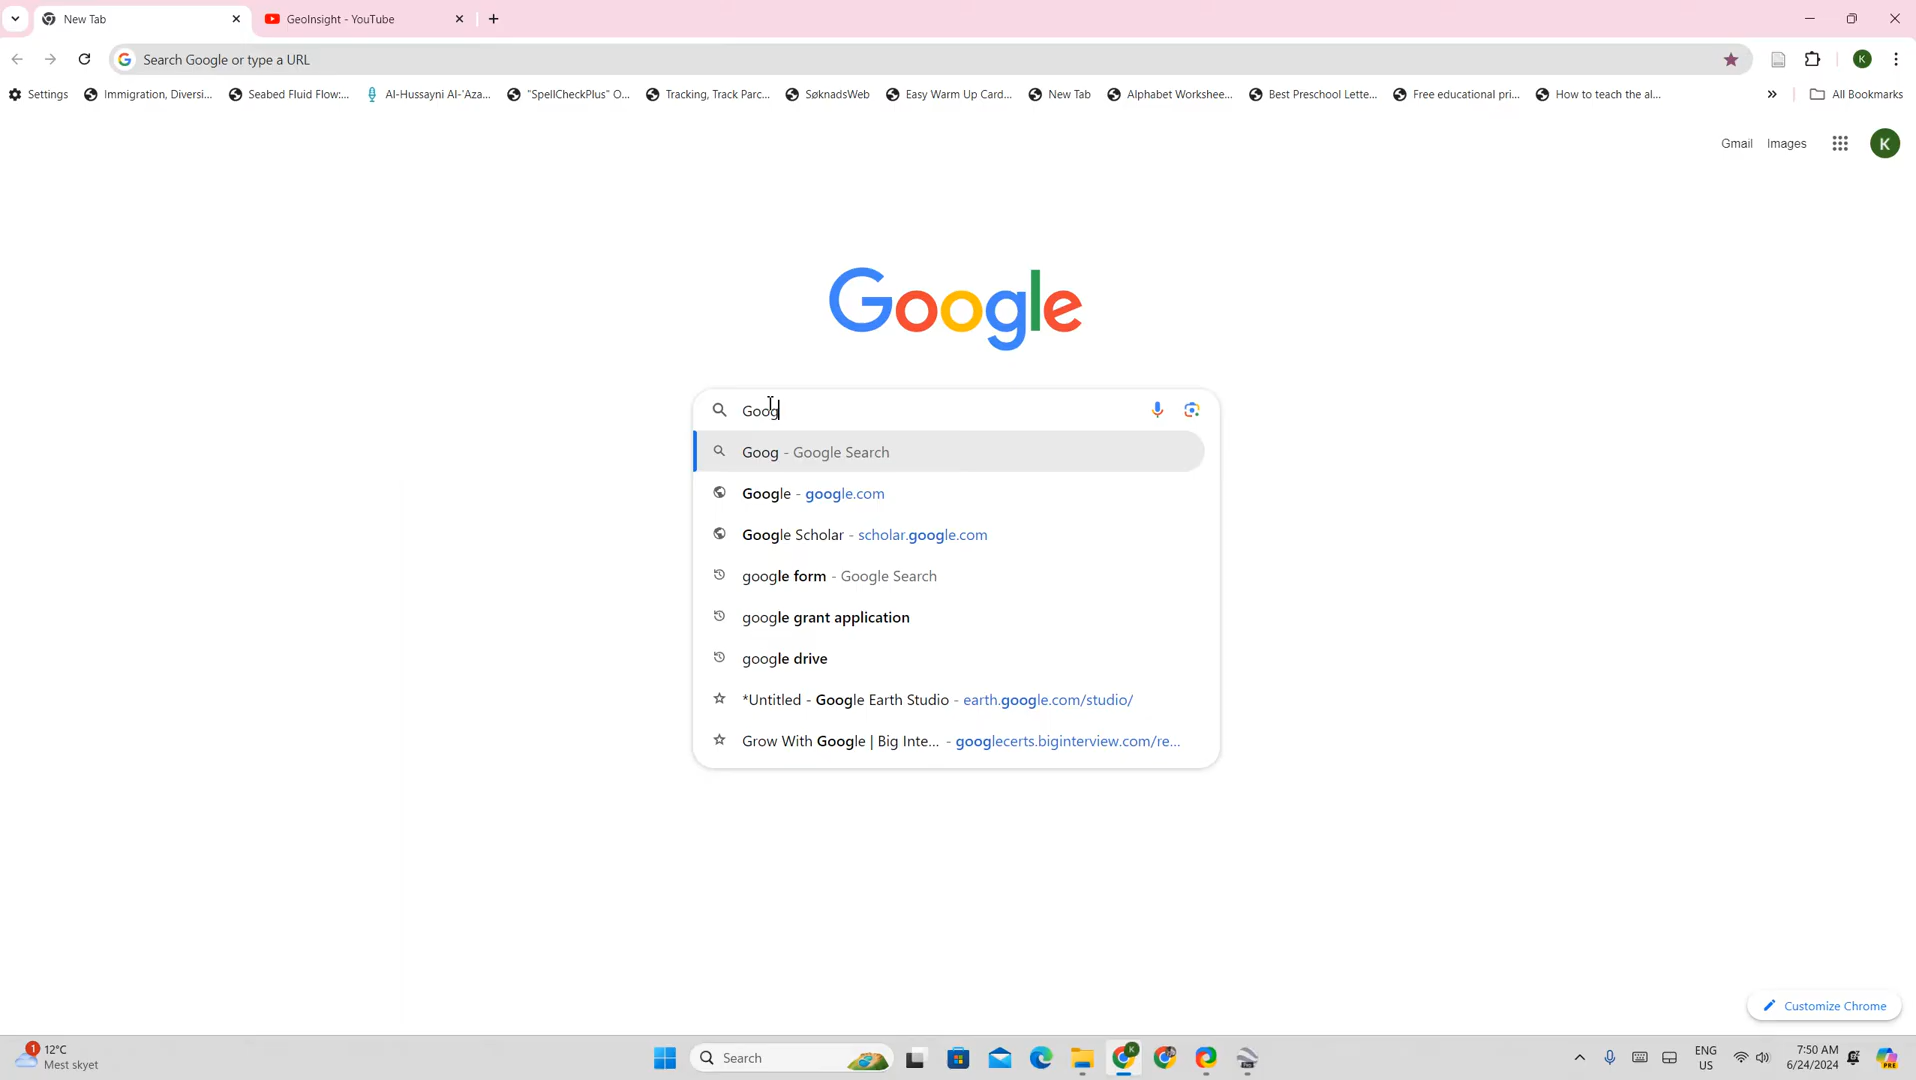 New Tab
GeoInsight - YouTube
Search Google or type a URL
Settings
Immigration, Diversi...
Seabed Fluid Flow:...
Al-Hussayni Al-'Aza...
"SpellCheckPlus" O...
Tracking, Track Parc...
SøknadsWeb
Easy Warm Up Card...
New Tab
Alphabet Workshee...
Best Preschool Lette...
Free educational pri...
How to teach the al...
All Bookmarks
Gmail
Images
K
Google
Goog
Goog - Google Search
Google - google.com
Google Scholar - scholar.google.com
google form - Google Search
google grant application
google drive
*Untitled - Google Earth Studio - earth.google.com/studio/
Grow With Google | Big Inte... - googlecerts.biginterview.com/re...
Customize Chrome
1
12°C
Mest skyet
Search
ENG
US
7:50 AM
6/24/2024
PRE